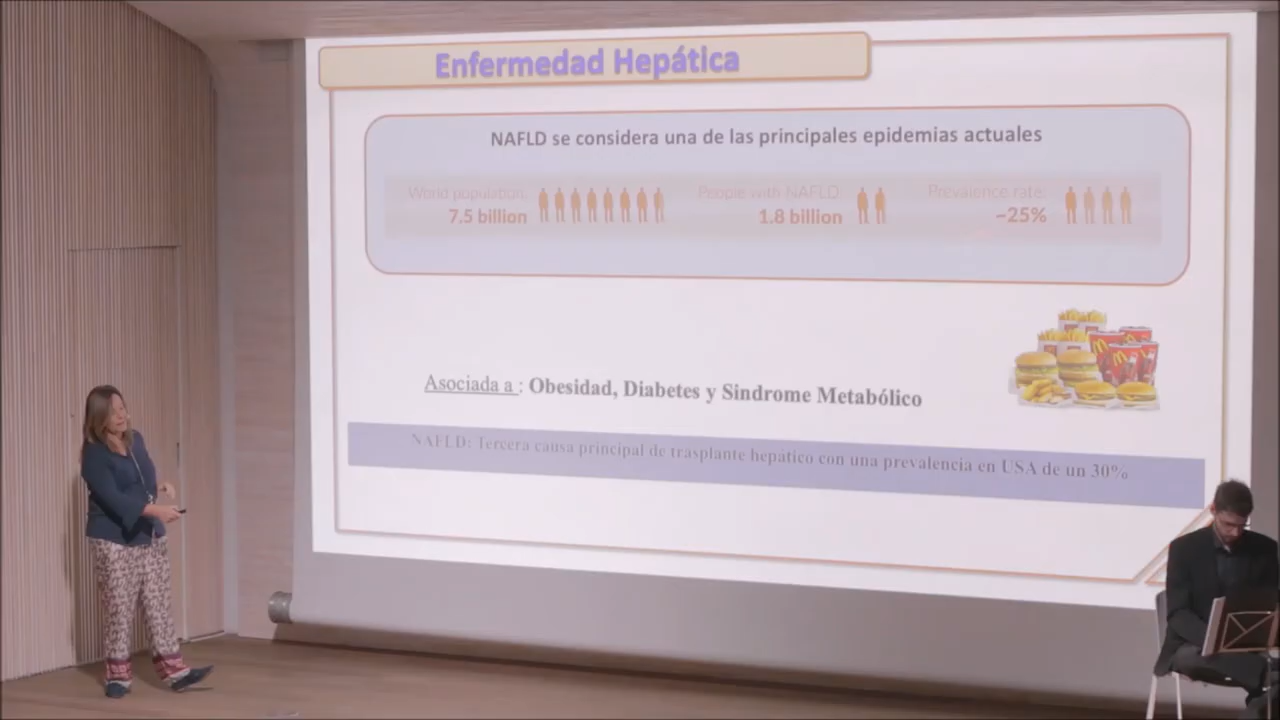 Enfermedad Hepática
NAFLD se considera una de las principales epidemias actuales
World population:
7.5 billion
People with NAFLD:
1.8 billion
Prevalence rate:
~25%
Asociada a : Obesidad, Diabetes y Sindrome Metabólico
NAFLD: Tercera causa principal de trasplante hepático con una prevalencia en USA de un 30%